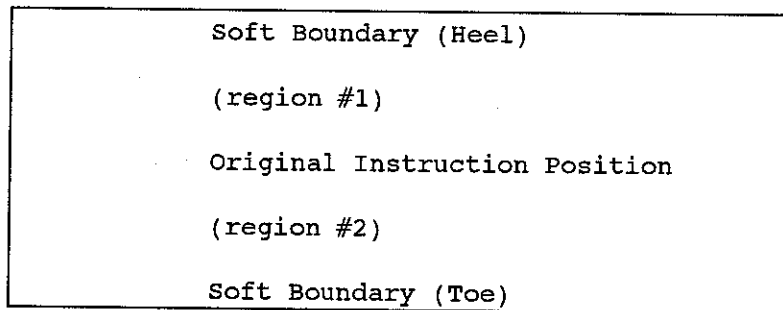 Soft Boundary (Heel)
(region #1)
Original Instruction Position
(region #2)
Soft Boundary (Toe)